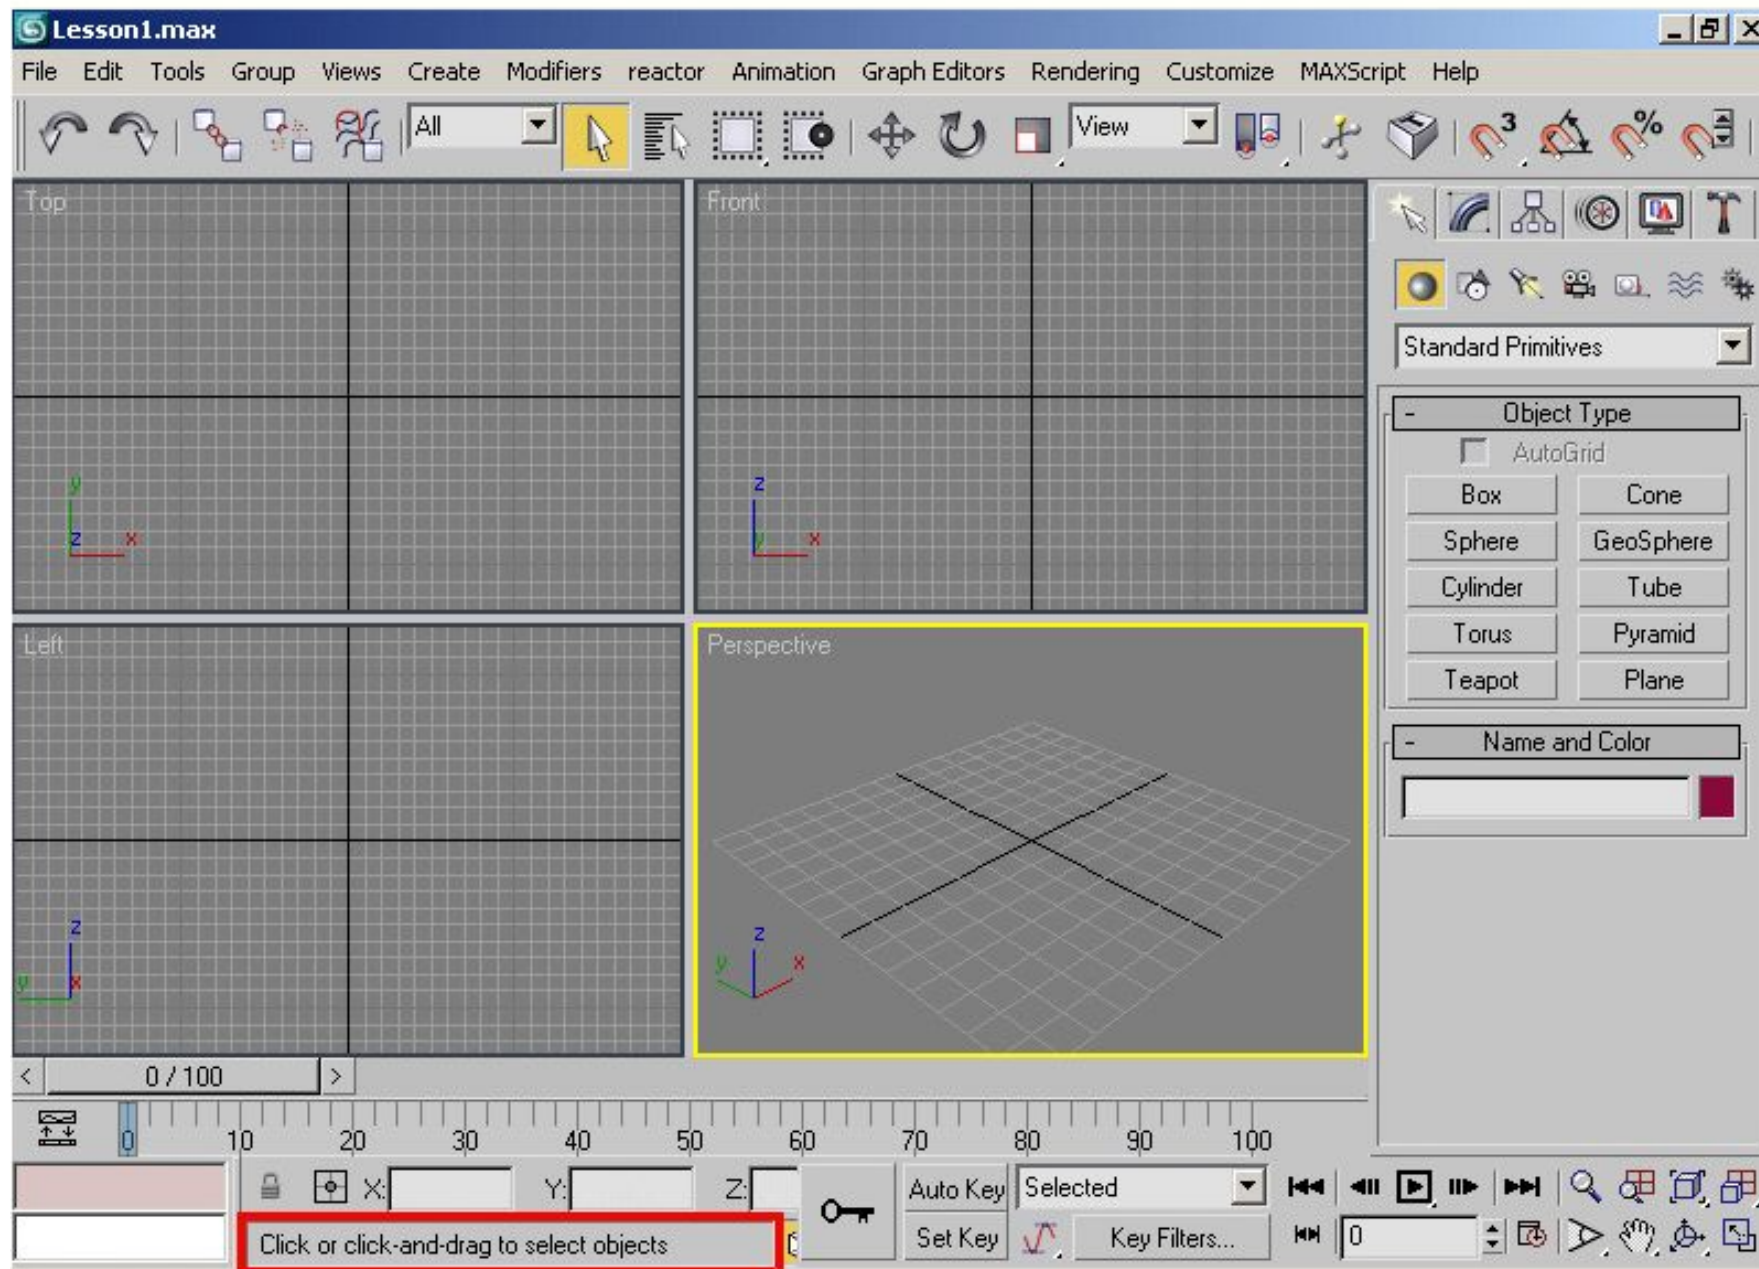 Lesson1.max
File Edit Tools Group Views Create Modifiers reactor Animation Graph Editors Rendering Customize MAXScript Help
All View 3 %
Top Front
y z x
z y x
Standard Primitives
- Object Type
AutoGrid
Box Cone
Sphere GeoSphere
Cylinder Tube
Torus Pyramid
Teapot Plane
- Name and Color
Left Perspective
z y x
z y x
< 0 / 100 >
0 10 20 30 40 50 60 70 80 90 100
X: Y: Z: Auto Key Selected
Click or click-and-drag to select objects Set Key Key Filters... 0